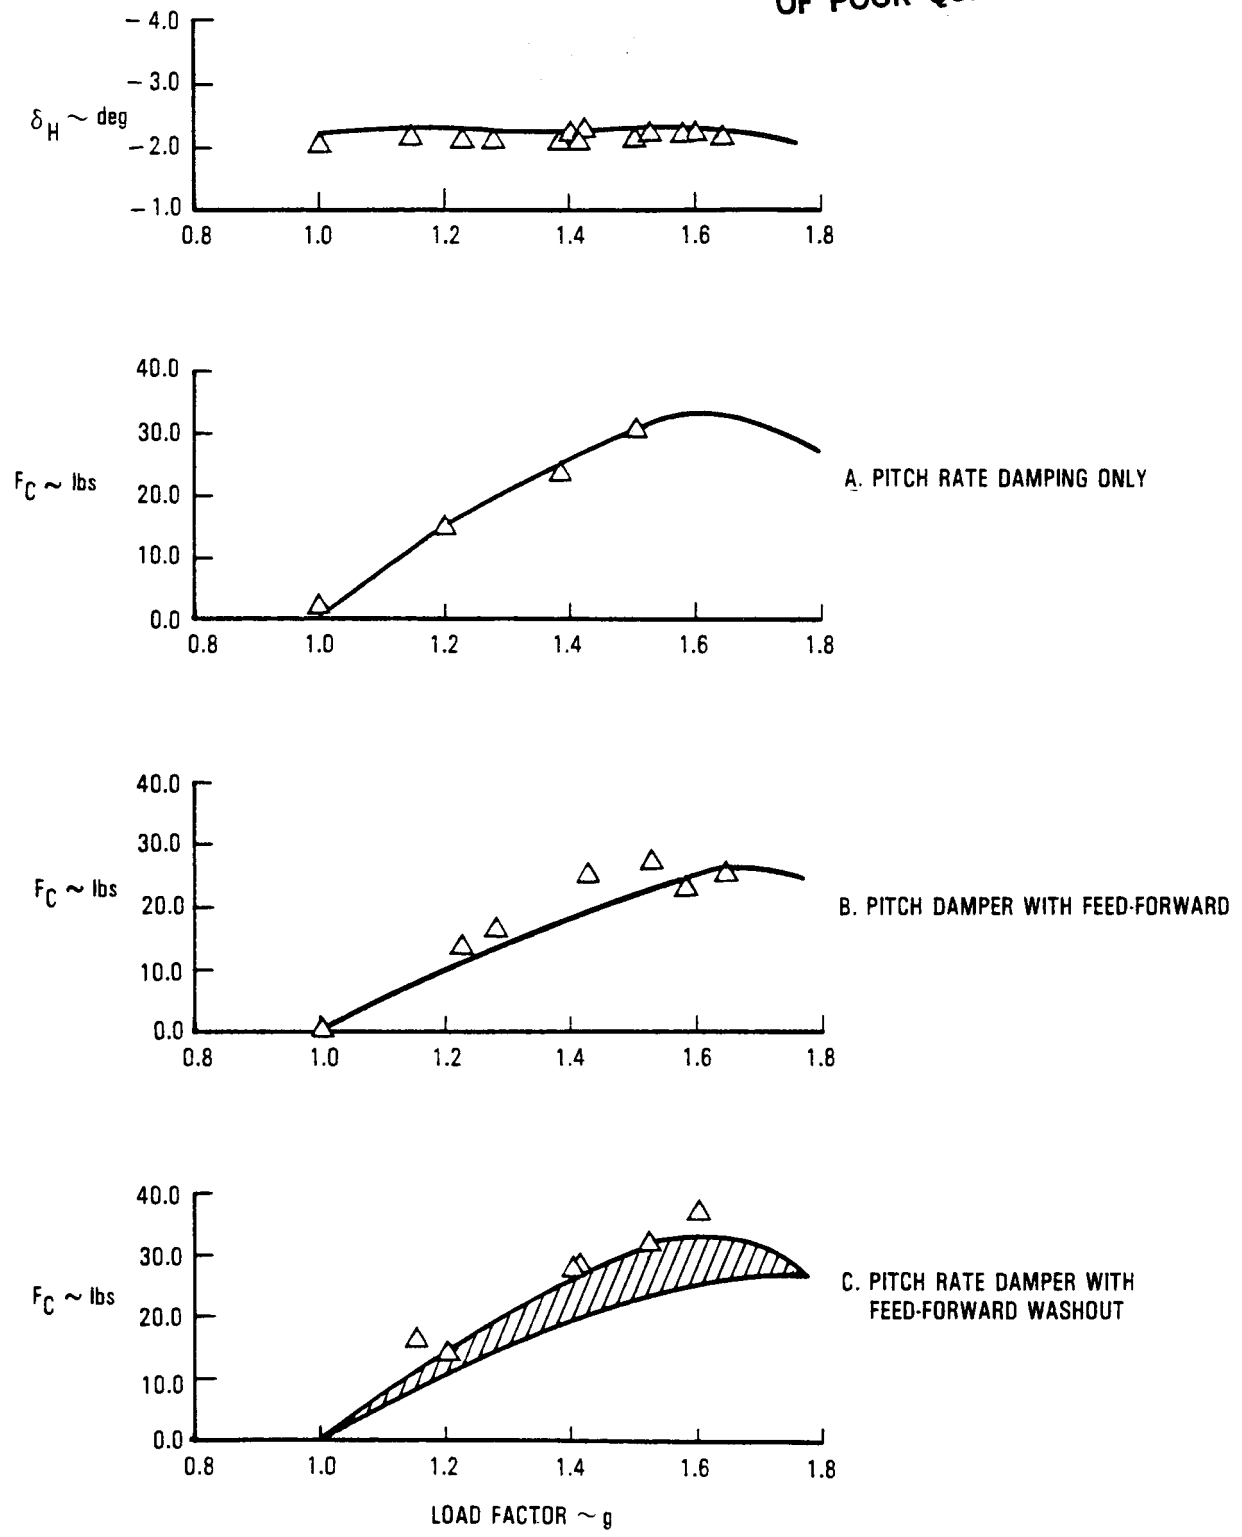 OF POOR
− 4.0
− 3.0
δH ~ deg
− 2.0
− 1.0
0.8 1.0 1.2 1.4 1.6 1.8
40.0
30.0
FC ~ lbs
20.0
A. PITCH RATE DAMPING ONLY
10.0
0.0
0.8 1.0 1.2 1.4 1.6 1.8
40.0
30.0
FC ~ lbs
20.0
B. PITCH DAMPER WITH FEED-FORWARD
10.0
0.0
0.8 1.0 1.2 1.4 1.6 1.8
40.0
30.0
FC ~ lbs
20.0
C. PITCH RATE DAMPER WITH
FEED-FORWARD WASHOUT
10.0
0.0
0.8 1.0 1.2 1.4 1.6 1.8
LOAD FACTOR ~ g